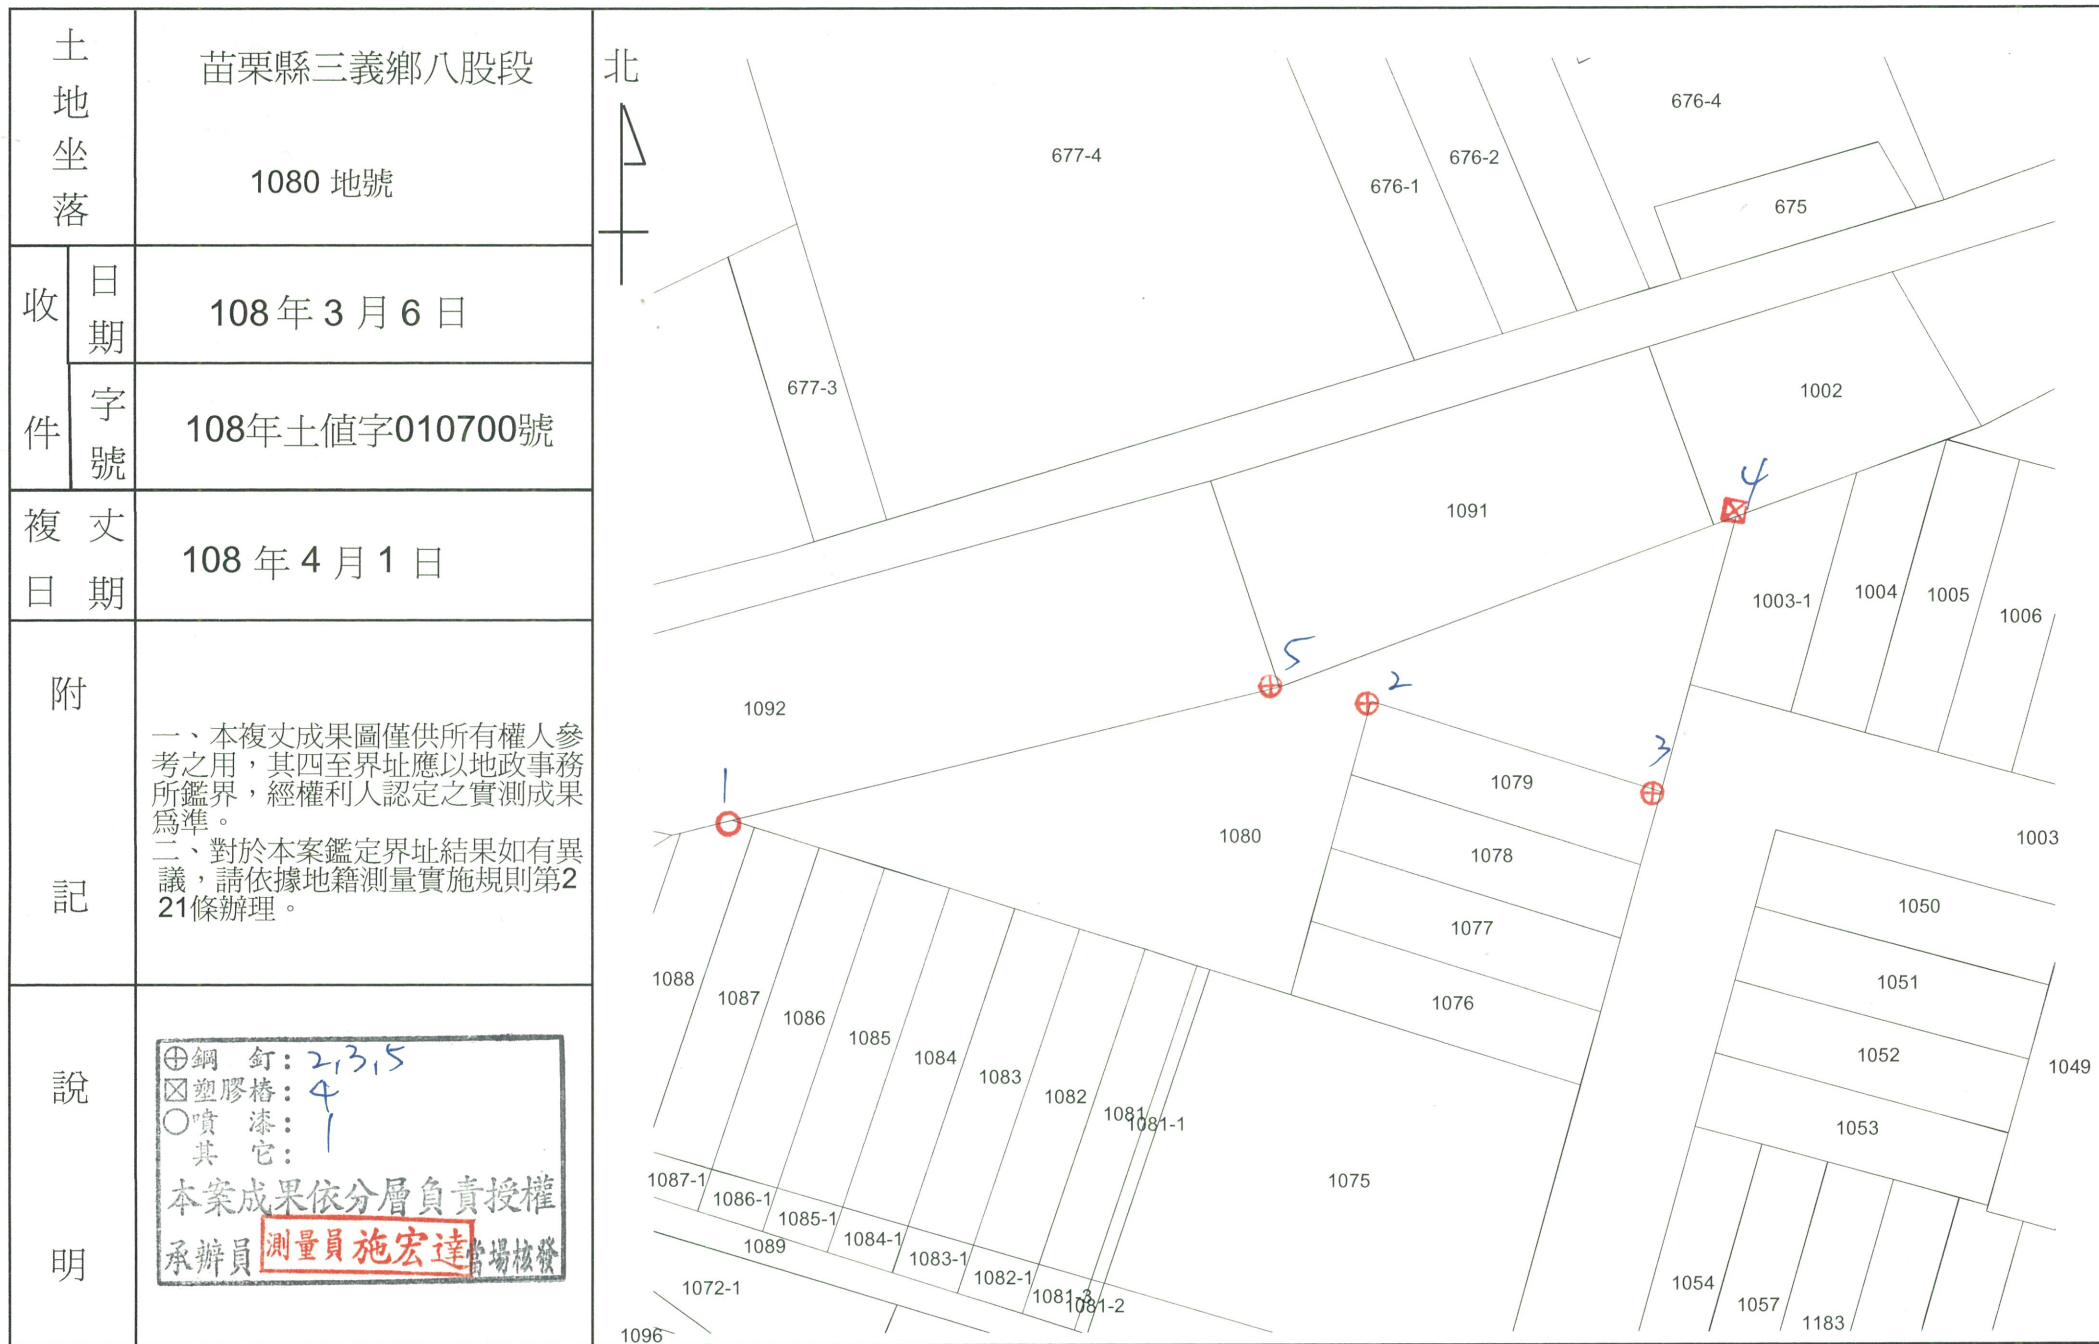 土地坐落
苗栗縣三義鄉八股段
1080 地號
收件
日期
108 年 3 月 6 日
字號
108年土値字010700號
複丈日期
108 年 4 月 1 日
附記
一、本複丈成果圖僅供所有權人參
考之用，其四至界址應以地政事務
所鑑界，經權利人認定之實測成果
爲準。
二、對於本案鑑定界址結果如有異
議，請依據地籍測量實施規則第2
21條辦理。
說明
⊕鋼 釘：2,3,5
☒塑膠樁：4
○噴 漆：1
其 它：
本案成果依分層負責授權
承辦員 測量員施宏達 當場核發
北
676-4
677-4
676-2
676-1
675
677-3
1002
4
1091
1003-1
1004
1005
1006
5
2
1092
3
1
1079
1080
1003
1078
1050
1077
1088
1051
1087
1076
1086
1085
1084
1052
1083
1049
1082
1081
1081-1
1053
1087-1
1075
1086-1
1085-1
1084-1
1089
1083-1
1082-1
1072-1
1081-3
1081-2
1054
1057
1183
1096